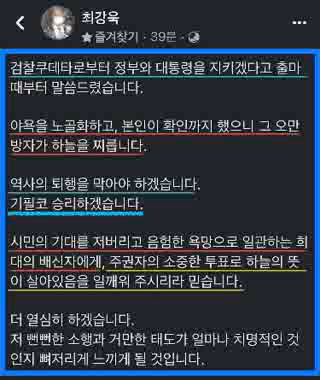 최강욱
★ 즐겨찾기 · 39분 ·
검찰쿠데타로부터 정부와 대통령을 지키겠다고 출마
때부터 말씀드렸습니다.
야욕을 노골화하고, 본인이 확인까지 했으니 그 오만
방자가 하늘을 찌릅니다.
역사의 퇴행을 막아야 하겠습니다.
기필코 승리하겠습니다.
시민의 기대를 저버리고 음험한 욕망으로 일관하는 희
대의 배신자에게, 주권자의 소중한 투표로 하늘의 뜻
이 살아있음을 일깨워 주시리라 믿습니다.
더 열심히 하겠습니다.
저 뻔뻔한 소행과 거만한 태도가 얼마나 치명적인 것
인지 뼈저리게 느끼게 될 것입니다.